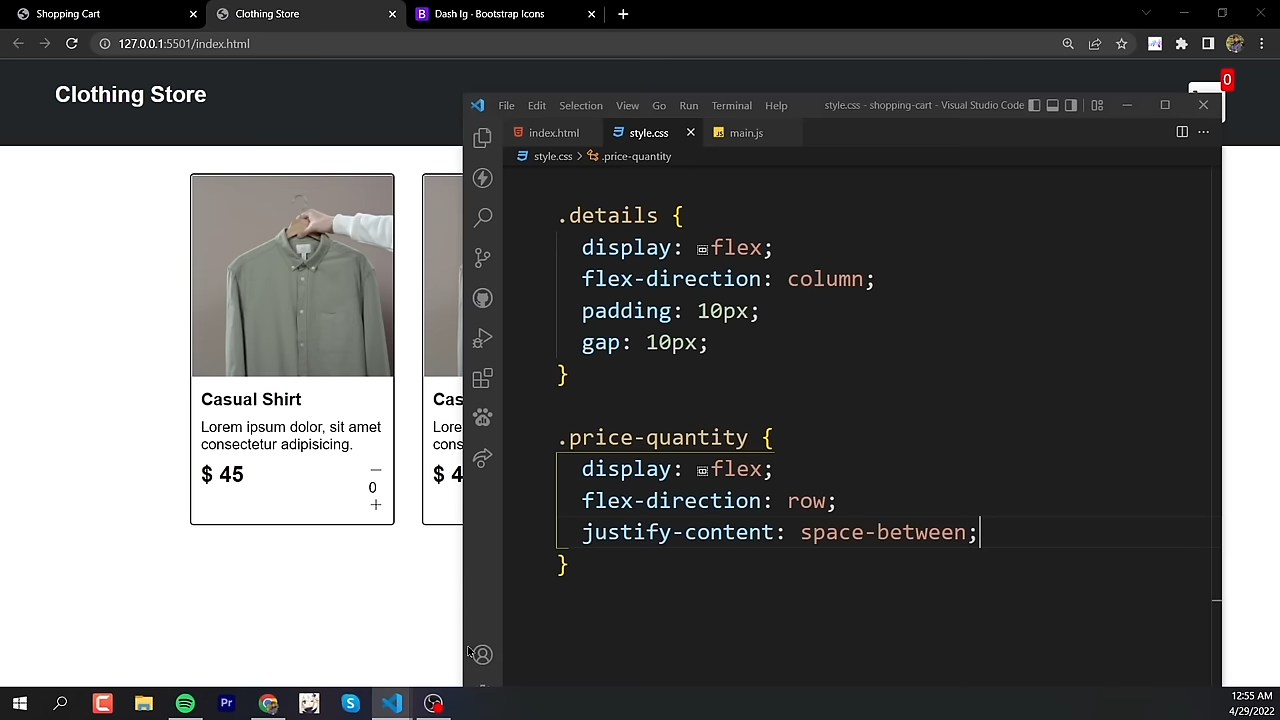 Shopping Cart
Clothing Store
Dash lg - Bootstrap Icons
127.0.0.1:5501/index.html
Clothing Store
0
File Edit Selection View Go Run Terminal Help
style.css - shopping-cart - Visual Studio Code
index.html
style.css
main.js
style.css > .price-quantity
.details {
display: flex;
flex-direction: column;
padding: 10px;
gap: 10px;
}
.price-quantity {
display: flex;
flex-direction: row;
justify-content: space-between;
}
Casual Shirt
Lorem ipsum dolor, sit amet
consectetur adipisicing.
$ 45
0
Cas
Lore
cons
$ 4
12:55 AM
4/29/2022